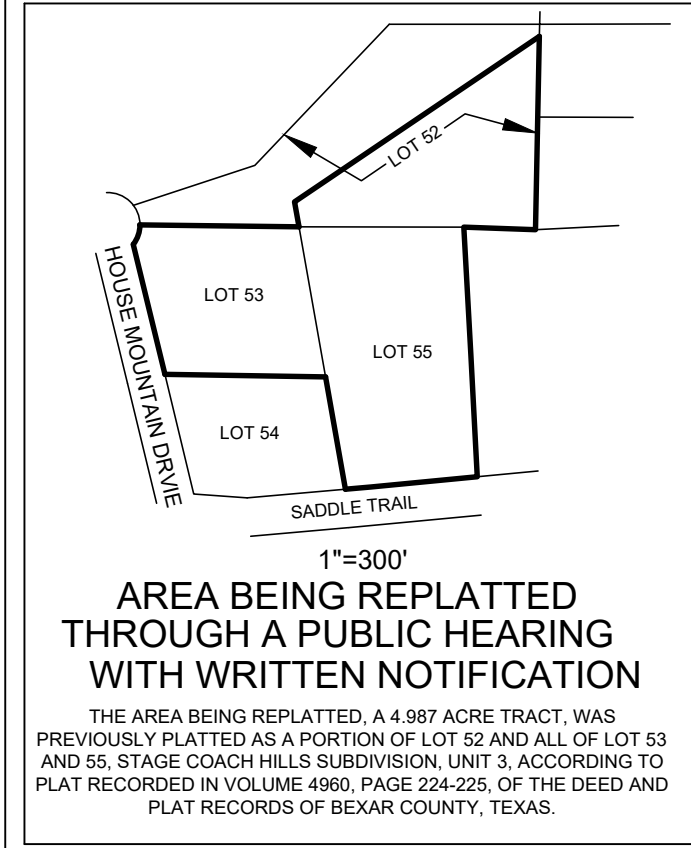 LOT 52
LOT 53
LOT 55
LOT 54
HOUSE MOUNTAIN DRVIE
SADDLE TRAIL
1"=300'
AREA BEING REPLATTED
THROUGH A PUBLIC HEARING
WITH WRITTEN NOTIFICATION
THE AREA BEING REPLATTED, A 4.987 ACRE TRACT, WAS
PREVIOUSLY PLATTED AS A PORTION OF LOT 52 AND ALL OF LOT 53
AND 55, STAGE COACH HILLS SUBDIVISION, UNIT 3, ACCORDING TO
PLAT RECORDED IN VOLUME 4960, PAGE 224-225, OF THE DEED AND
PLAT RECORDS OF BEXAR COUNTY, TEXAS.